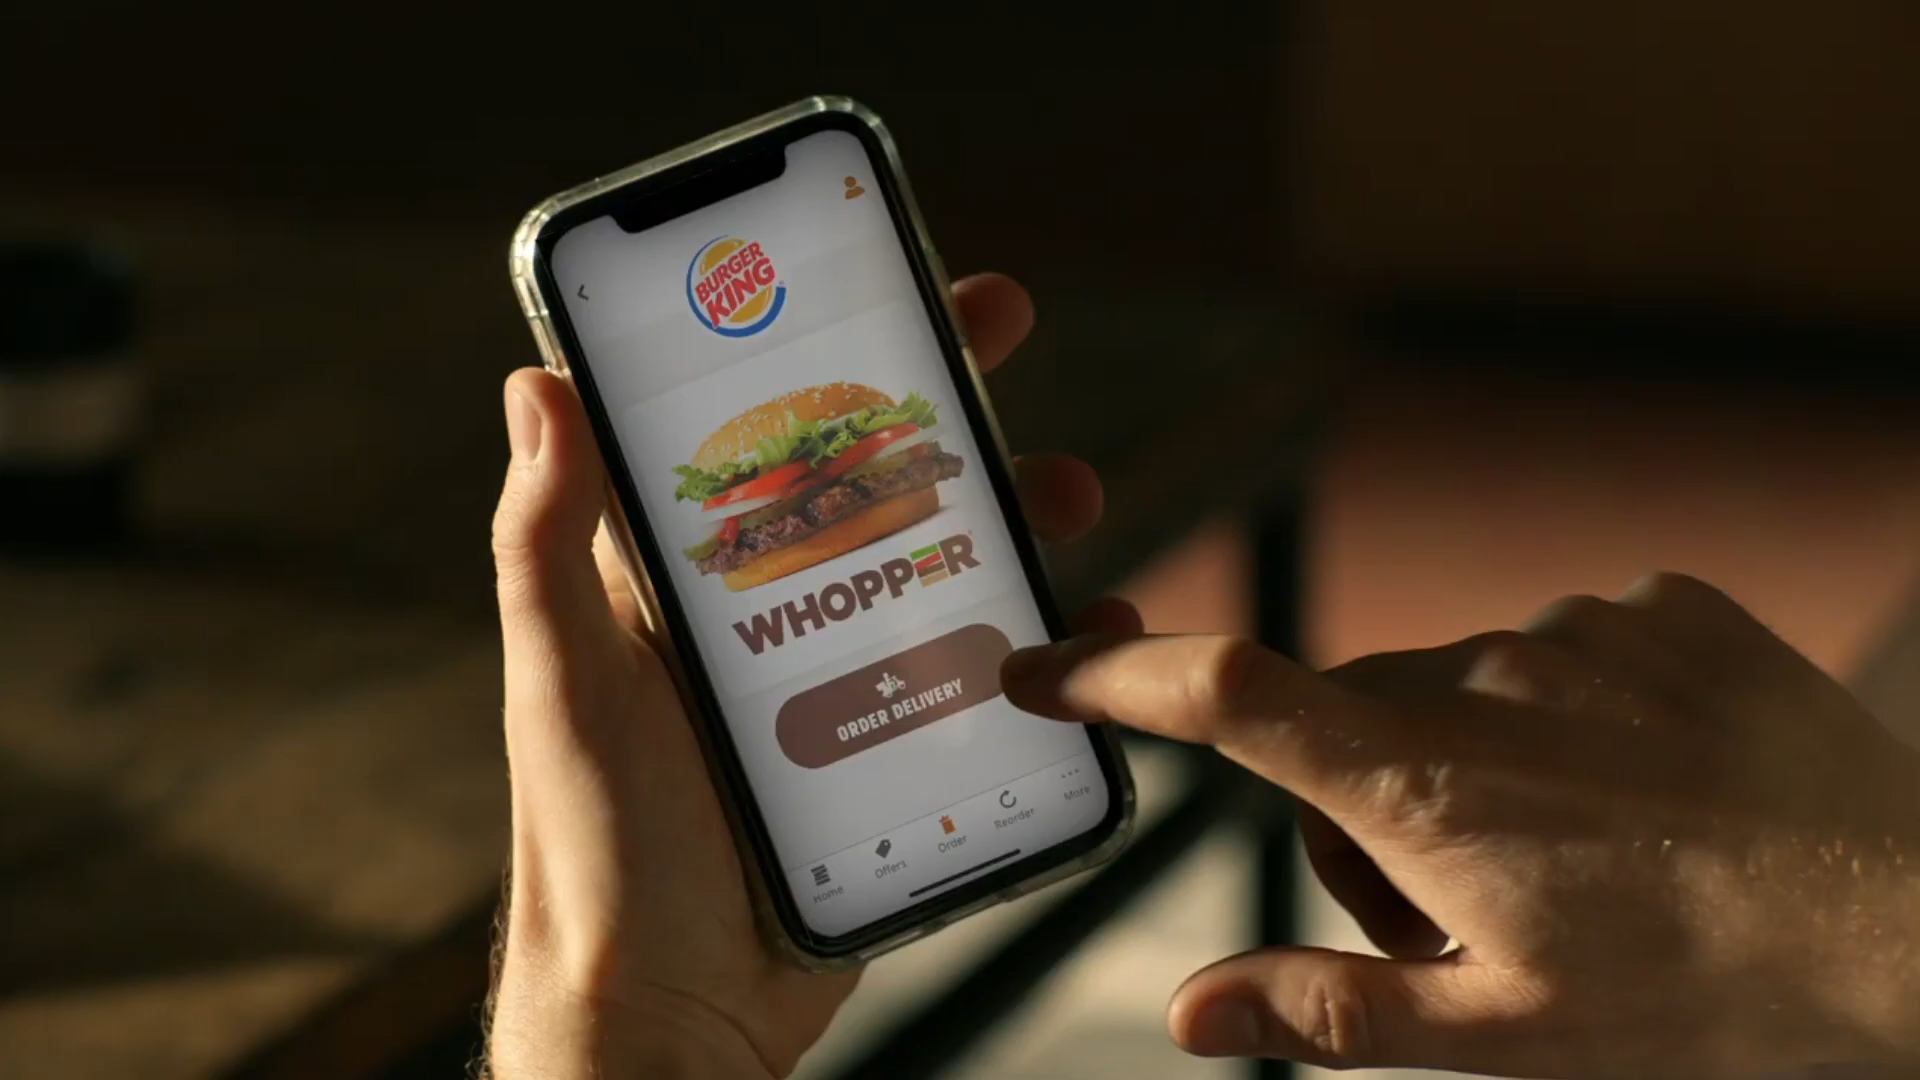 BURGER
KING
WHOPPER
ORDER DELIVERY
Home
Offers
Order
Reorder
More